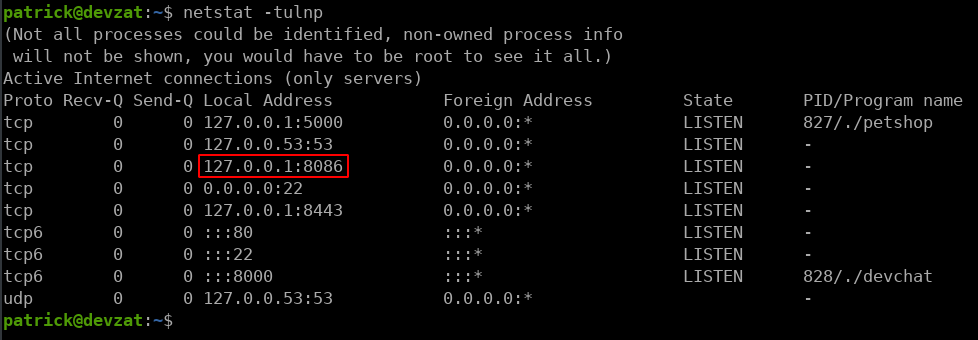 patrick@devzat:~$ netstat -tulnp
(Not all processes could be identified, non-owned process info
 will not be shown, you would have to be root to see it all.)
Active Internet connections (only servers)
Proto Recv-Q Send-Q Local Address           Foreign Address         State       PID/Program name
tcp        0      0 127.0.0.1:5000          0.0.0.0:*               LISTEN      827/./petshop
tcp        0      0 127.0.0.53:53           0.0.0.0:*               LISTEN      -
tcp        0      0 127.0.0.1:8086          0.0.0.0:*               LISTEN      -
tcp        0      0 0.0.0.0:22              0.0.0.0:*               LISTEN      -
tcp        0      0 127.0.0.1:8443          0.0.0.0:*               LISTEN      -
tcp6       0      0 :::80                   :::*                    LISTEN      -
tcp6       0      0 :::22                   :::*                    LISTEN      -
tcp6       0      0 :::8000                 :::*                    LISTEN      828/./devchat
udp        0      0 127.0.0.53:53           0.0.0.0:*                           -
patrick@devzat:~$